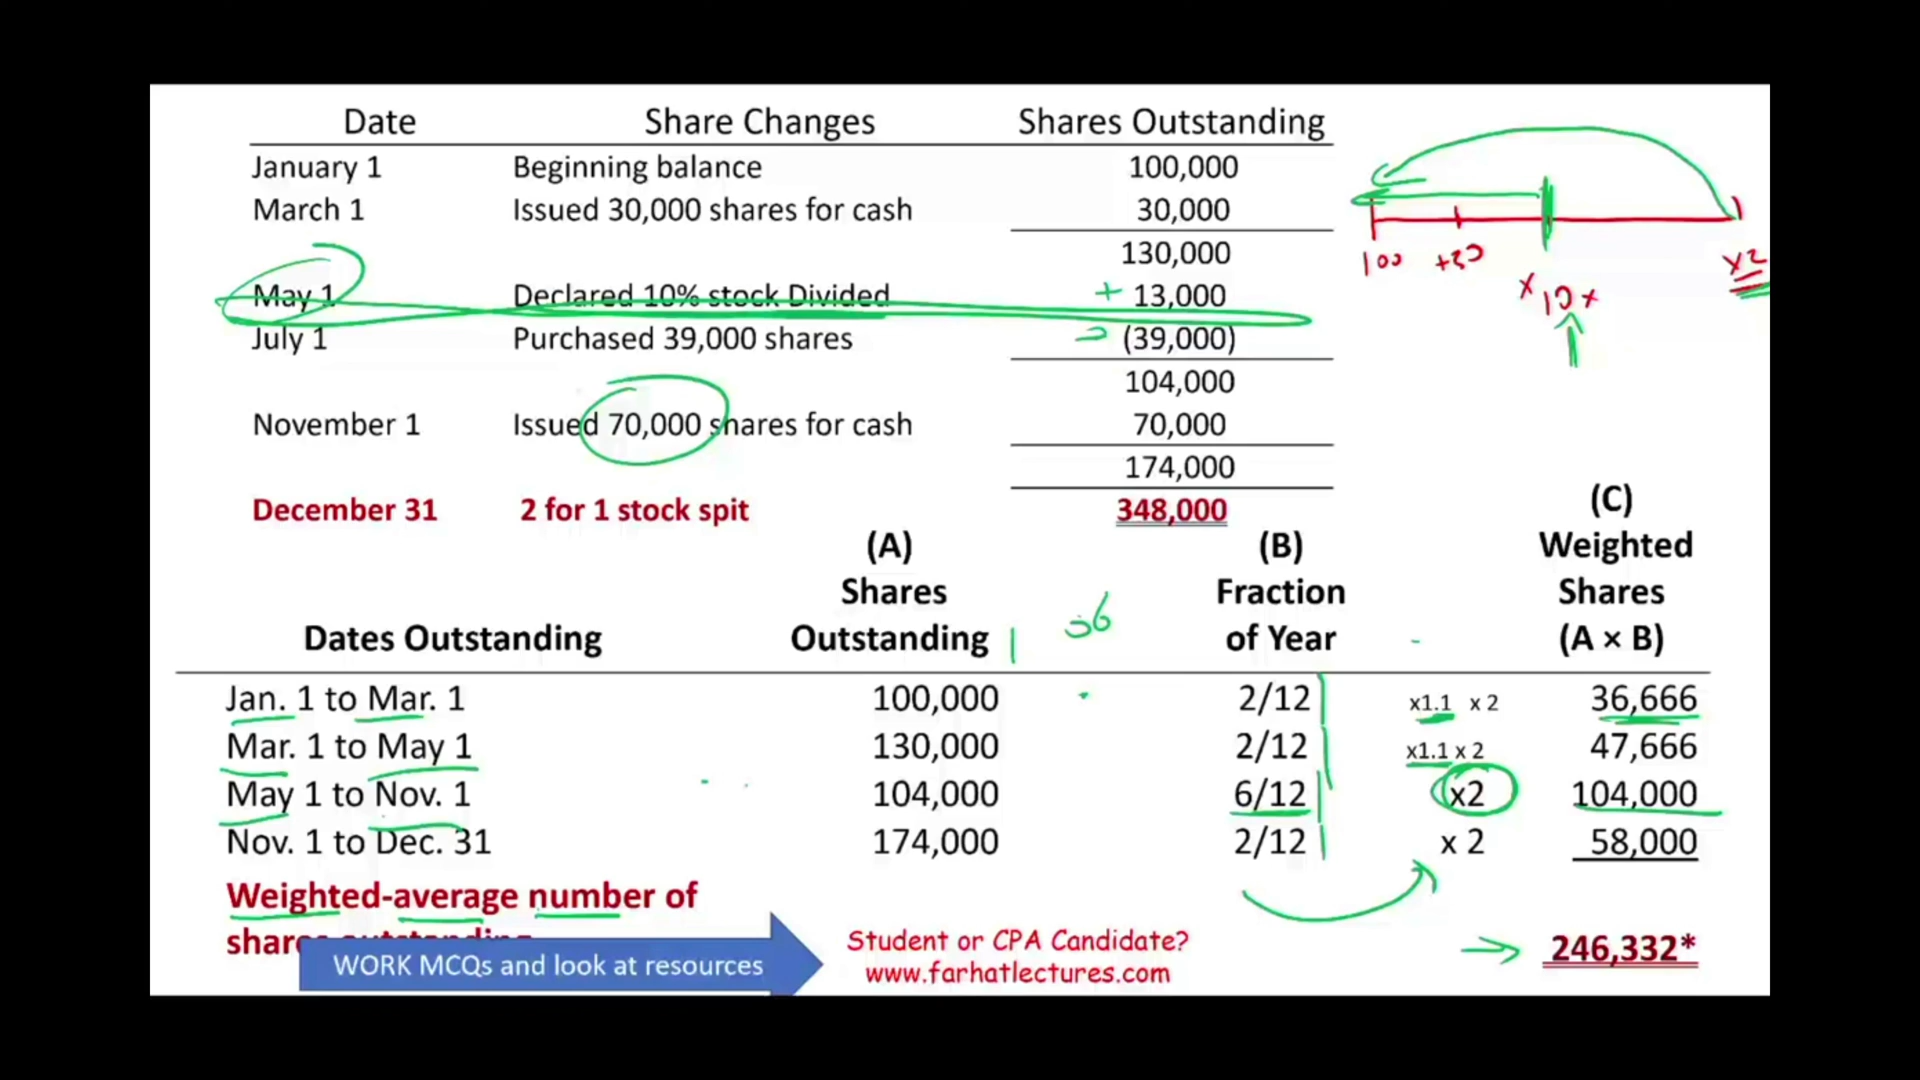 Date Share Changes Shares Outstanding
January 1 Beginning balance 100,000
March 1 Issued 30,000 shares for cash 30,000
130,000
100 +30 x2
May 1 Declared 10% stock Divided + 13,000
x 10 x
July 1 Purchased 39,000 shares (39,000)
104,000
November 1 Issued 70,000 shares for cash 70,000
174,000
December 31 2 for 1 stock spit 348,000
(A) (B) (C)
Shares Fraction Weighted
Outstanding of Year Shares
Dates Outstanding (A × B)
Jan. 1 to Mar. 1 100,000 2/12 x1.1 x 2 36,666
Mar. 1 to May 1 130,000 2/12 x1.1 x 2 47,666
May 1 to Nov. 1 104,000 6/12 x2 104,000
Nov. 1 to Dec. 31 174,000 2/12 x 2 58,000
Weighted-average number of
shares outstanding 246,332*
WORK MCQs and look at resources
Student or CPA Candidate?
www.farhatlectures.com